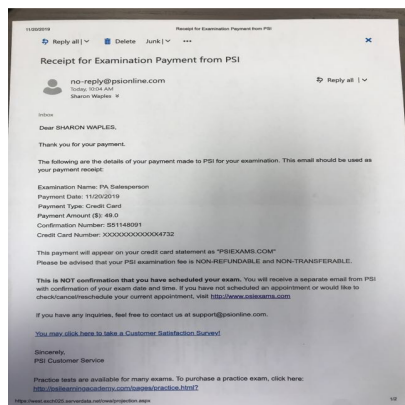 11/20/2019 Receipt for Examination Payment from PSI
Reply all | Delete Junk | ••• ×
Receipt for Examination Payment from PSI
no-reply@psionline.com Reply all |
Today, 10:04 AM
Sharon Waples
Inbox
Dear SHARON WAPLES,
Thank you for your payment.
The following are the details of your payment made to PSI for your examination. This email should be used as
your payment receipt:
Examination Name: PA Salesperson
Payment Date: 11/20/2019
Payment Type: Credit Card
Payment Amount ($): 49.0
Confirmation Number: S51148091
Credit Card Number: XXXXXXXXXXXX4732
This payment will appear on your credit card statement as "PSIEXAMS.COM"
Please be advised that your PSI examination fee is NON-REFUNDABLE and NON-TRANSFERABLE.
This is NOT confirmation that you have scheduled your exam. You will receive a separate email from PSI
with confirmation of your exam date and time. If you have not scheduled an appointment or would like to
check/cancel/reschedule your current appointment, visit http://www.psiexams.com
If you have any inquiries, feel free to contact us at support@psionline.com.
You may click here to take a Customer Satisfaction Survey!
Sincerely,
PSI Customer Service
Practice tests are available for many exams. To purchase a practice exam, click here:
http://psilearningacademy.com/pages/practice.html?
1/2